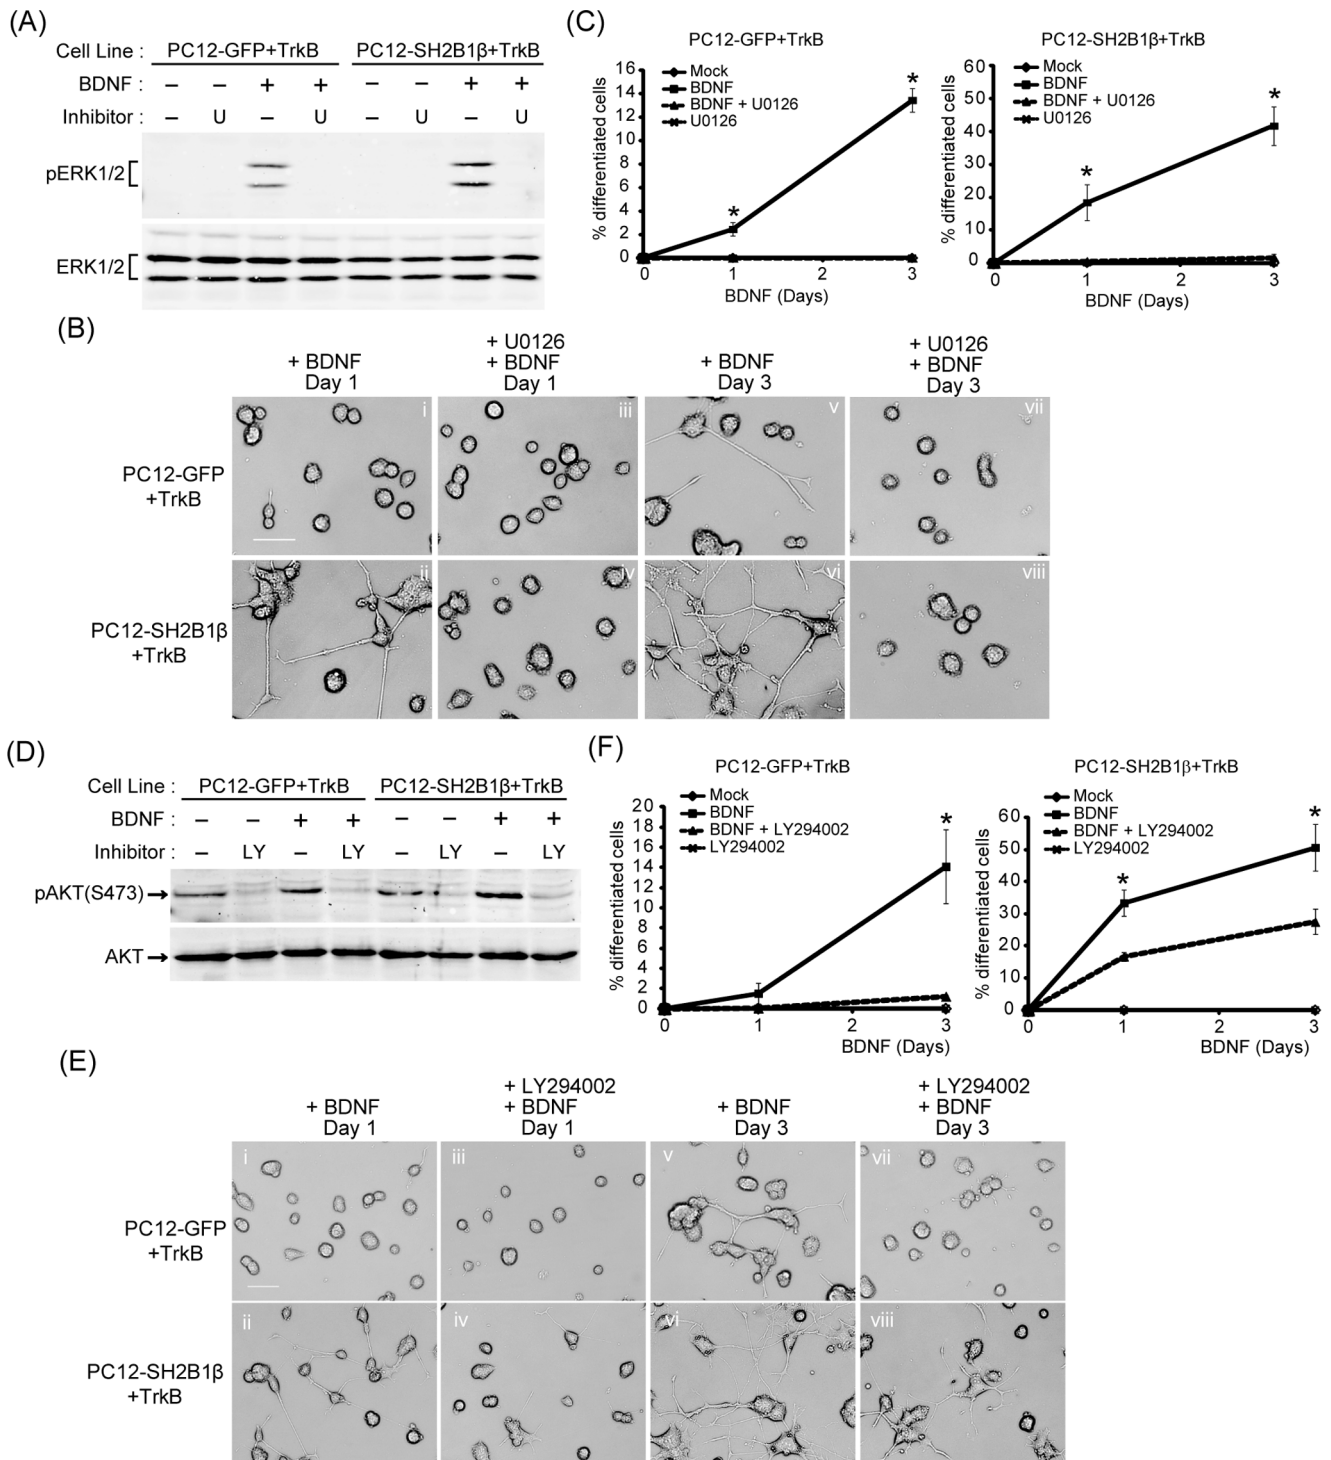 (A)
Cell Line : PC12-GFP+TrkB PC12-SH2B1β+TrkB
BDNF : – – + + – – + +
Inhibitor : – U – U – U – U
pERK1/2
ERK1/2
(C)
PC12-GFP+TrkB
16
14
12
10
8
6
4
2
0
% differentiated cells
Mock
BDNF
BDNF + U0126
U0126
*
*
0 1 2 3
BDNF (Days)
PC12-SH2B1β+TrkB
60
50
40
30
20
10
0
% differentiated cells
Mock
BDNF
BDNF + U0126
U0126
*
*
0 1 2 3
BDNF (Days)
(B)
+ BDNF
Day 1
+ U0126
+ BDNF
Day 1
+ BDNF
Day 3
+ U0126
+ BDNF
Day 3
PC12-GFP
+TrkB
i iii v vii
PC12-SH2B1β
+TrkB
ii iv vi viii
(D)
Cell Line : PC12-GFP+TrkB PC12-SH2B1β+TrkB
BDNF : – – + + – – + +
Inhibitor : – LY – LY – LY – LY
pAKT(S473)→
AKT→
(F)
PC12-GFP+TrkB
20
18
16
14
12
10
8
6
4
2
0
% differentiated cells
Mock
BDNF
BDNF + LY294002
LY294002
*
0 1 2 3
BDNF (Days)
PC12-SH2B1β+TrkB
60
50
40
30
20
10
0
% differentiated cells
Mock
BDNF
BDNF + LY294002
LY294002
*
*
0 1 2 3
BDNF (Days)
(E)
+ BDNF
Day 1
+ LY294002
+ BDNF
Day 1
+ BDNF
Day 3
+ LY294002
+ BDNF
Day 3
PC12-GFP
+TrkB
i iii v vii
PC12-SH2B1β
+TrkB
ii iv vi viii